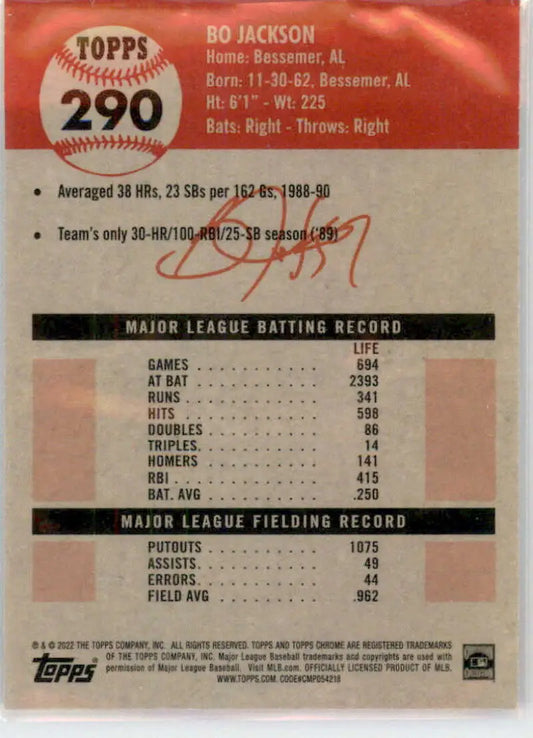 TOPPS
290
BO JACKSON
Home: Bessemer, AL
Born: 11-30-62, Bessemer, AL
Ht: 6'1" - Wt: 225
Bats: Right - Throws: Right
• Averaged 38 HRs, 23 SBs per 162 Gs, 1988-90
• Team's only 30-HR/100-RBI/25-SB season ('89)
Bo Jackson
MAJOR LEAGUE BATTING RECORD
LIFE
GAMES . . . . . . . . . . . 694
AT BAT . . . . . . . . . . . 2393
RUNS . . . . . . . . . . . 341
HITS . . . . . . . . . . . 598
DOUBLES . . . . . . . . . . 86
TRIPLES. . . . . . . . . . . 14
HOMERS . . . . . . . . . . 141
RBI . . . . . . . . . . . . 415
BAT. AVG . . . . . . . . . . .250
MAJOR LEAGUE FIELDING RECORD
PUTOUTS . . . . . . . . . . 1075
ASSISTS. . . . . . . . . . . 49
ERRORS. . . . . . . . . . . 44
FIELD AVG . . . . . . . . . .962
® & © 2022 THE TOPPS COMPANY, INC. ALL RIGHTS RESERVED. TOPPS AND TOPPS CHROME ARE REGISTERED TRADEMARKS
OF THE TOPPS COMPANY, INC. Major League Baseball trademarks and copyrights are used with
permission of Major League Baseball. Visit MLB.com. OFFICIALLY LICENSED PRODUCT OF MLB.
WWW.TOPPS.COM. CODE#CMP054218
topps®